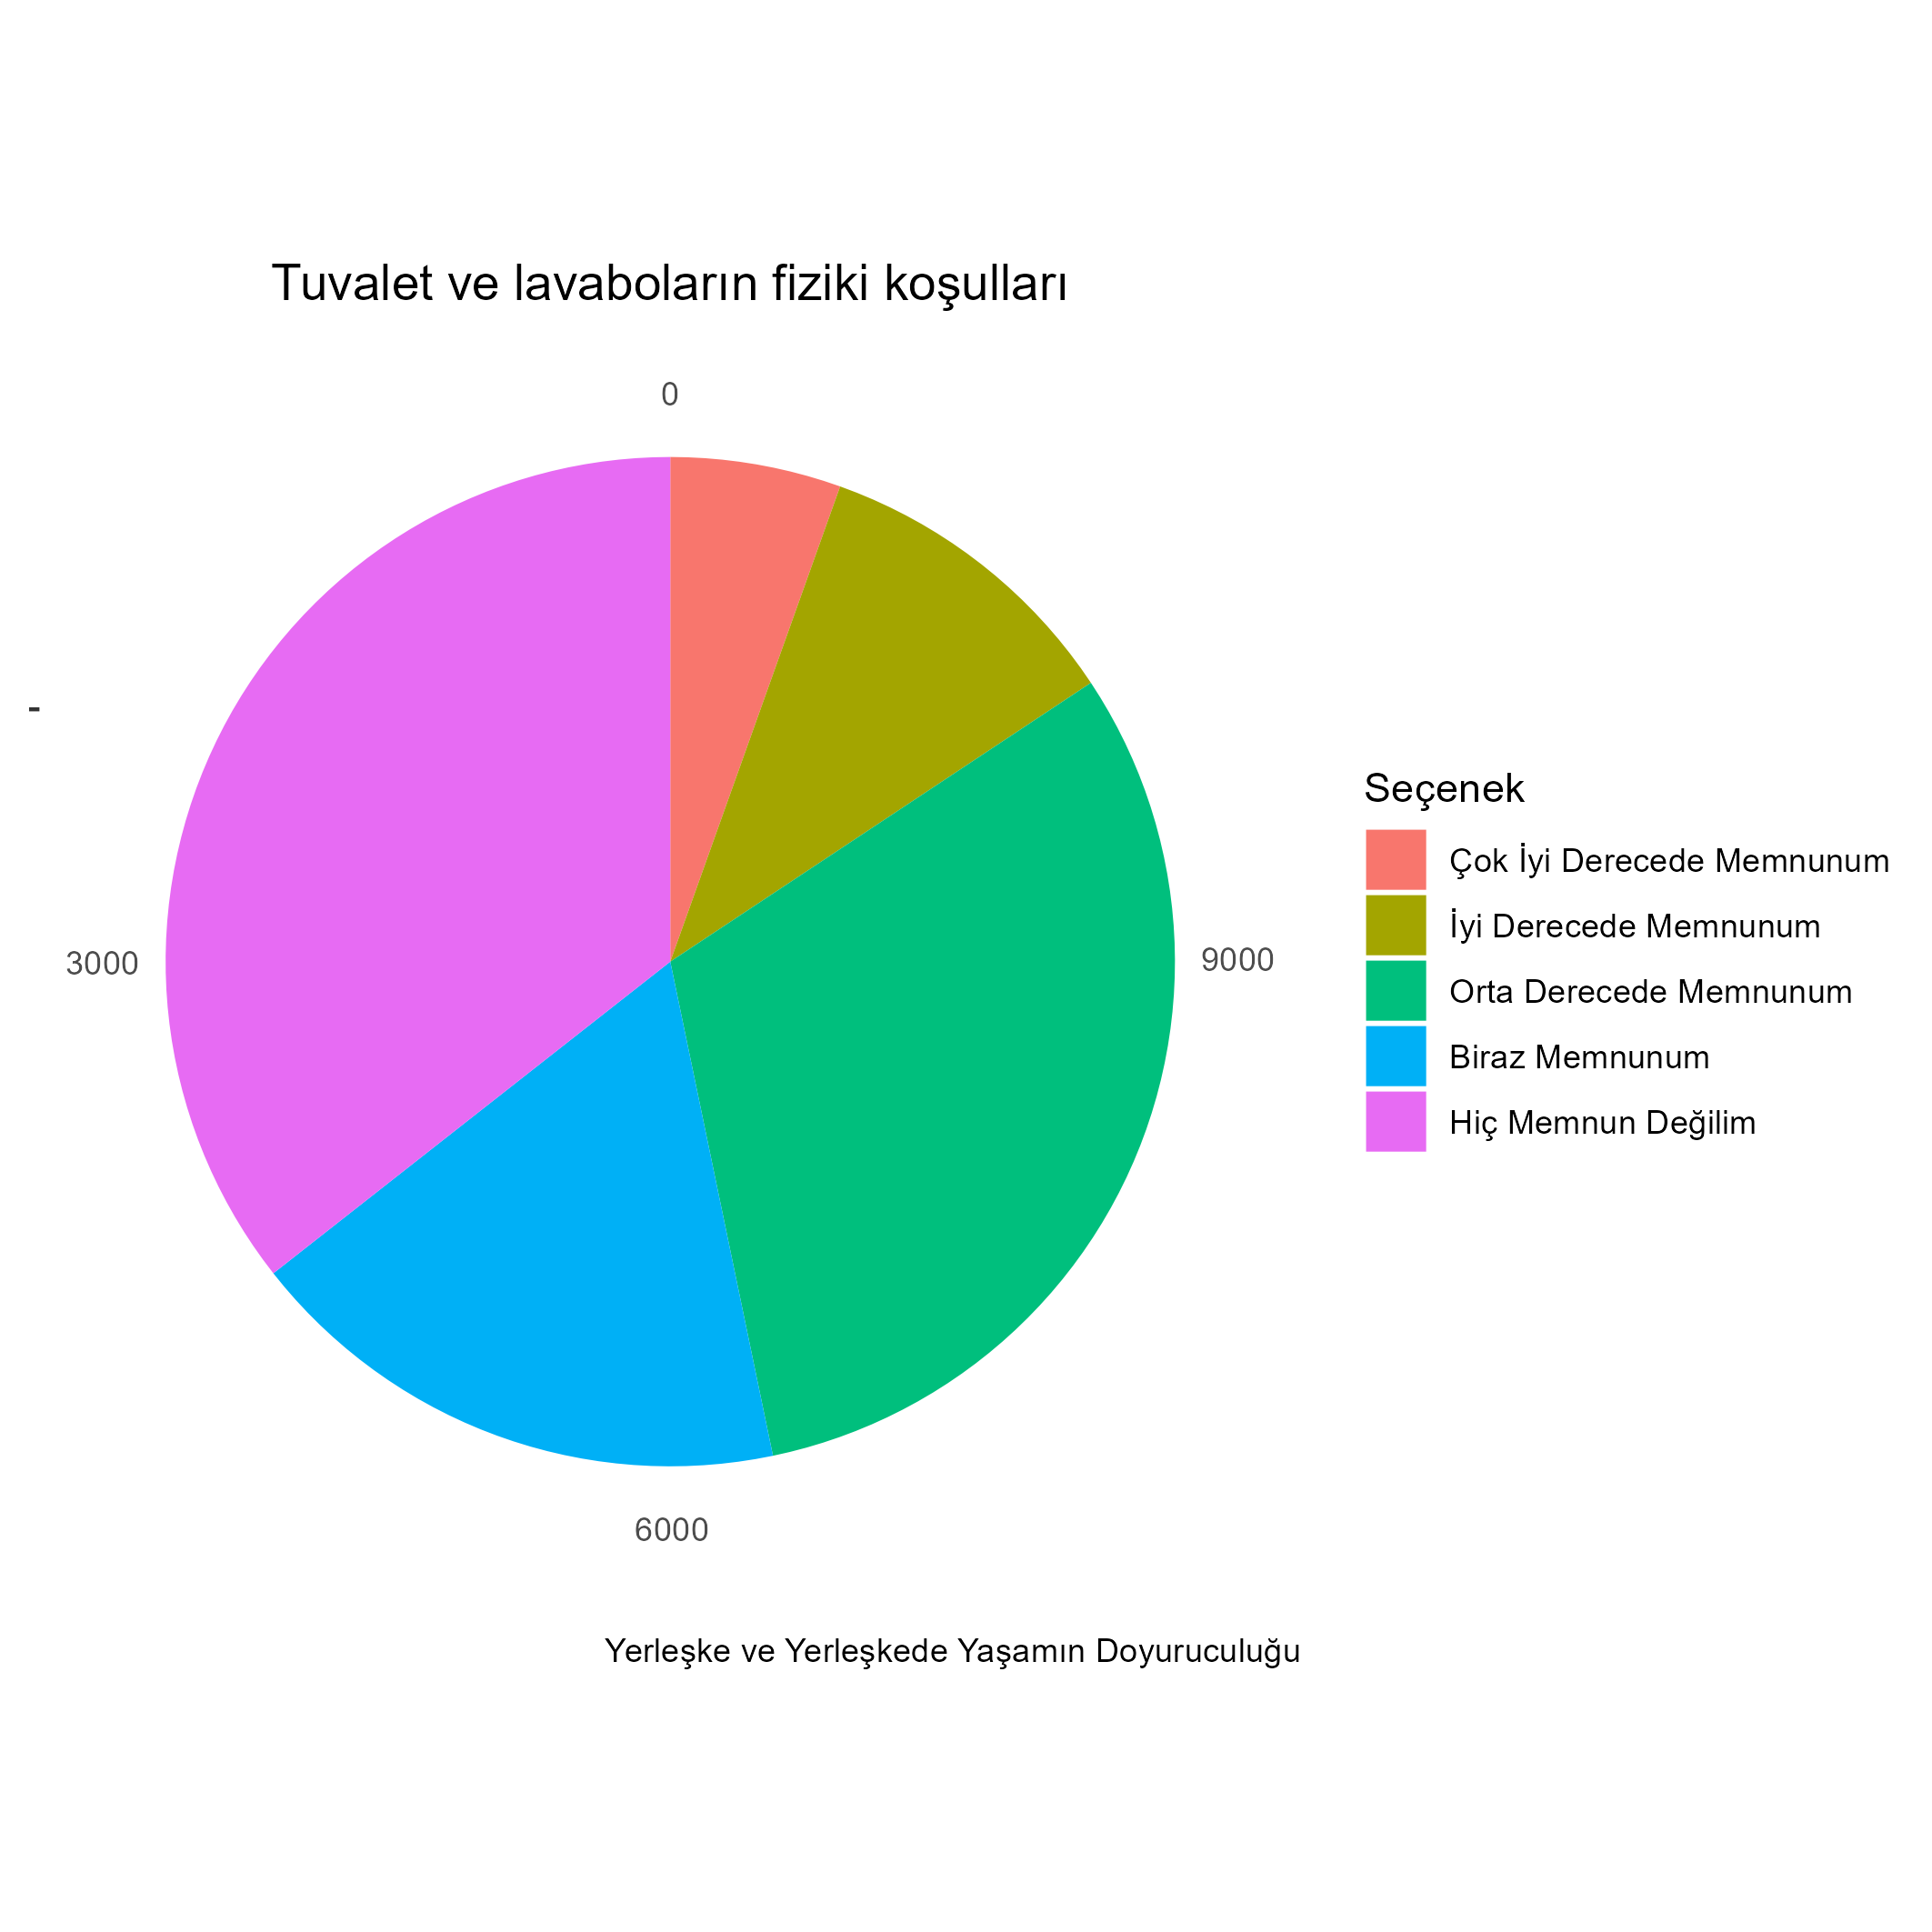 Tuvalet ve lavaboların fiziki koşulları
0
-
3000
9000
6000
Seçenek
Çok İyi Derecede Memnunum
İyi Derecede Memnunum
Orta Derecede Memnunum
Biraz Memnunum
Hiç Memnun Değilim
Yerleşke ve Yerleşkede Yaşamın Doyuruculuğu